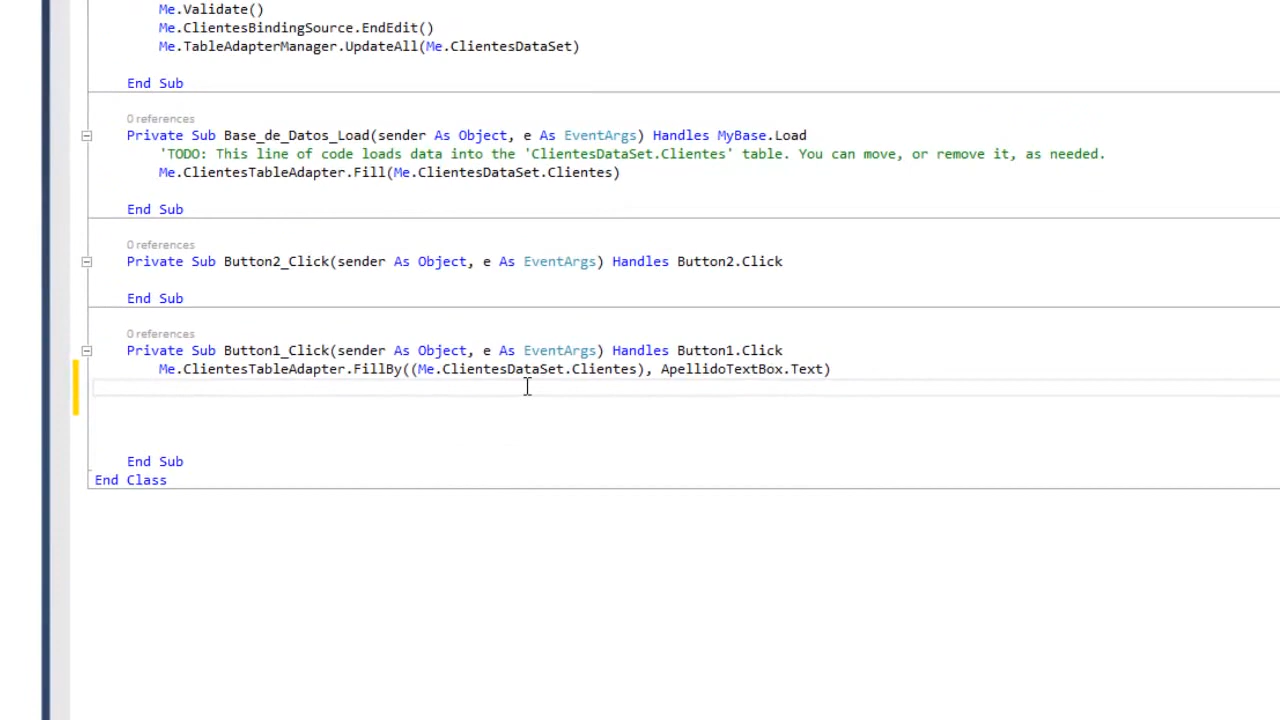 Me.Validate()
Me.ClientesBindingSource.EndEdit()
Me.TableAdapterManager.UpdateAll(Me.ClientesDataSet)
End Sub
0 references
Private Sub Base_de_Datos_Load(sender As Object, e As EventArgs) Handles MyBase.Load
'TODO: This line of code loads data into the 'ClientesDataSet.Clientes' table. You can move, or remove it, as needed.
Me.ClientesTableAdapter.Fill(Me.ClientesDataSet.Clientes)
End Sub
0 references
Private Sub Button2_Click(sender As Object, e As EventArgs) Handles Button2.Click
End Sub
0 references
Private Sub Button1_Click(sender As Object, e As EventArgs) Handles Button1.Click
Me.ClientesTableAdapter.FillBy((Me.ClientesDataSet.Clientes), ApellidoTextBox.Text)
End Sub
End Class